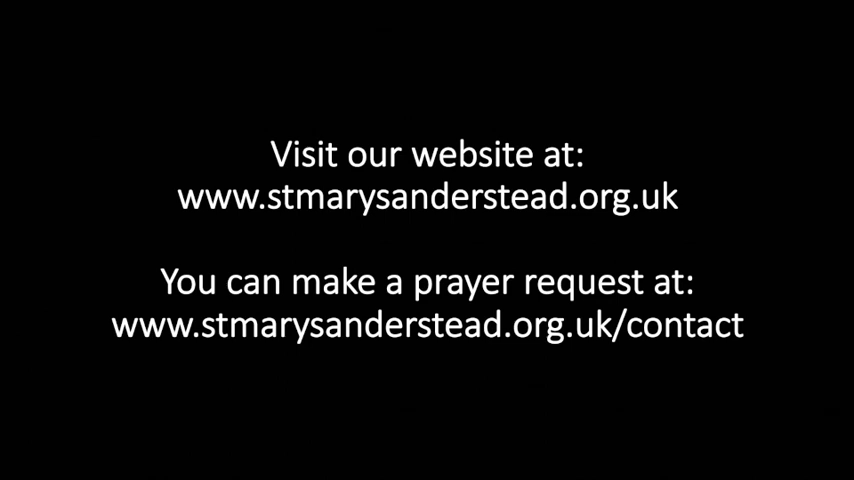 Visit our website at:
www.stmarysanderstead.org.uk
You can make a prayer request at:
www.stmarysanderstead.org.uk/contact